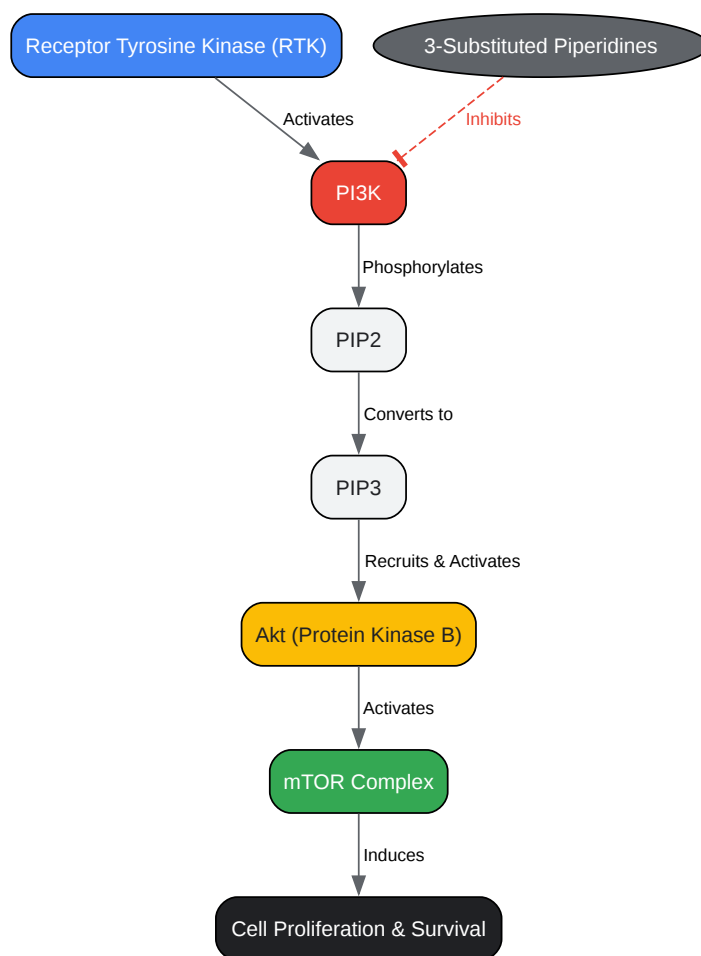 Receptor Tyrosine Kinase (RTK)
3-Substituted Piperidines
Activates
Inhibits
PI3K
Phosphorylates
PIP2
Converts to
PIP3
Recruits & Activates
Akt (Protein Kinase B)
Activates
mTOR Complex
Induces
Cell Proliferation & Survival